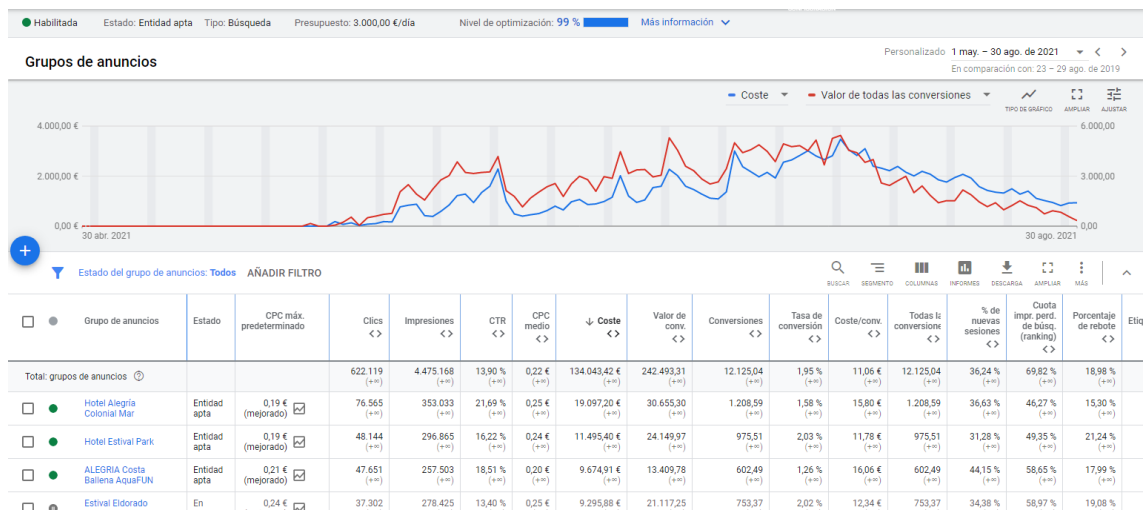 Habilitada Estado: Entidad apta Tipo: Búsqueda Presupuesto: 3.000,00 €/día Nivel de optimización: 99 % Más información
Grupos de anuncios
Personalizado 1 may. – 30 ago. de 2021
En comparación con: 23 – 29 ago. de 2019
Coste Valor de todas las conversiones
TIPO DE GRÁFICO AMPLIAR AJUSTAR
4.000,00 € 6.000,00
2.000,00 € 3.000,00
0,00 € 0,00
30 abr. 2021 30 ago. 2021
Estado del grupo de anuncios: Todos AÑADIR FILTRO
BUSCAR SEGMENTO COLUMNAS INFORMES DESCARGA AMPLIAR MÁS
Grupo de anuncios Estado CPC máx. predeterminado Clics Impresiones CTR CPC medio Coste Valor de conv. Conversiones Tasa de conversión Coste/conv. Todas la conversione % de nuevas sesiones Cuota impr. perd. de búsq. (ranking) Porcentaje de rebote Etiq
Total: grupos de anuncios 622.119 4.475.168 13,90 % 0,22 € 134.043,42 € 242.493,31 12.125,04 1,95 % 11,06 € 12.125,04 36,24 % 69,82 % 18,98 %
(+∞) (+∞) (+∞) (+∞) (+∞) (+∞) (+∞) (+∞) (+∞) (+∞) (+∞) (+∞) (+∞)
Hotel Alegría Entidad 0,19 € 76.565 353.033 21,69 % 0,25 € 19.097,20 € 30.655,30 1.208,59 1,58 % 15,80 € 1.208,59 36,63 % 46,27 % 15,30 %
Colonial Mar apta (mejorado) (+∞) (+∞) (+∞) (+∞) (+∞) (+∞) (+∞) (+∞) (+∞) (+∞) (+∞) (+∞) (+∞)
Hotel Estival Park Entidad 0,19 € 48.144 296.865 16,22 % 0,24 € 11.495,40 € 24.149,97 975,51 2,03 % 11,78 € 975,51 31,28 % 49,35 % 21,24 %
apta (mejorado) (+∞) (+∞) (+∞) (+∞) (+∞) (+∞) (+∞) (+∞) (+∞) (+∞) (+∞) (+∞) (+∞)
ALEGRIA Costa Entidad 0,21 € 47.651 257.503 18,51 % 0,20 € 9.674,91 € 13.409,78 602,49 1,26 % 16,06 € 602,49 44,15 % 58,65 % 17,99 %
Ballena AquaFUN apta (mejorado) (+∞) (+∞) (+∞) (+∞) (+∞) (+∞) (+∞) (+∞) (+∞) (+∞) (+∞) (+∞) (+∞)
Estival Eldorado En 0,24 € 37.302 278.425 13,40 % 0,25 € 9.295,88 € 21.117,25 753,37 2,02 % 12,34 € 753,37 34,38 % 58,97 % 19,08 %